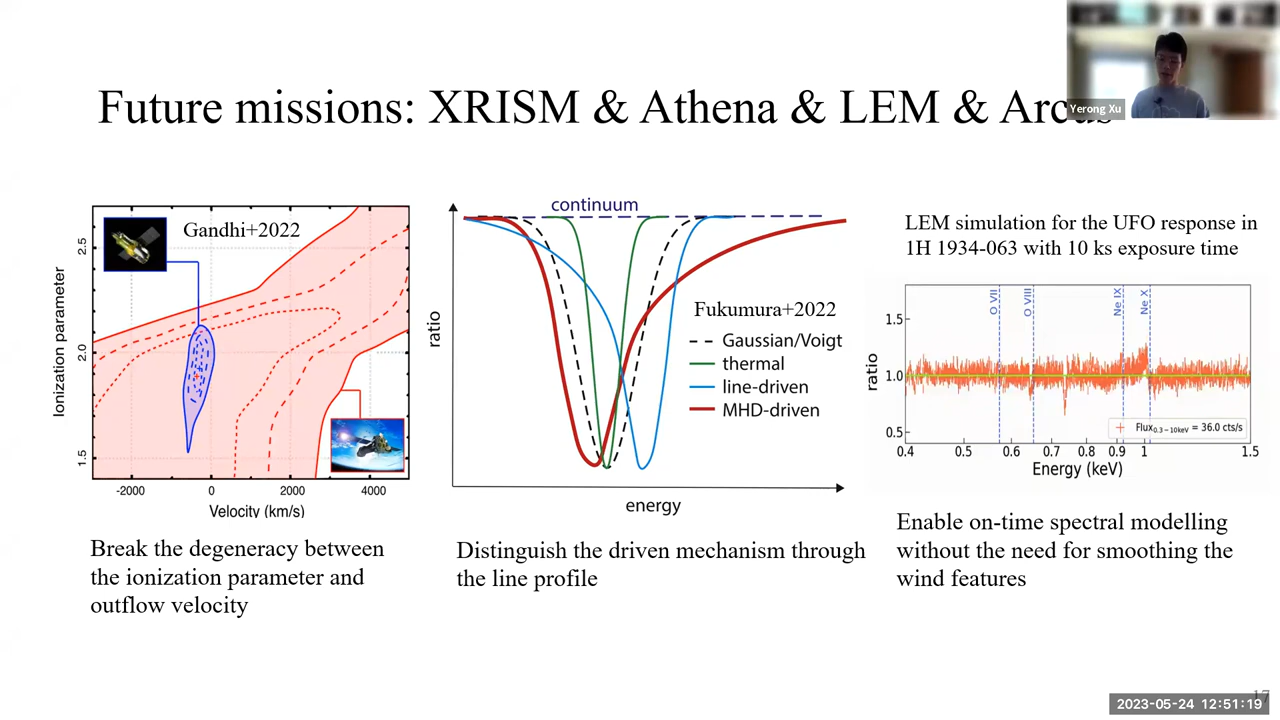 Future missions: XRISM & Athena & LEM & Arcus
Yerong Xu
Gandhi+2022
2.5
2.0
1.5
Ionization parameter
-2000
0
2000
4000
Velocity (km/s)
Break the degeneracy between
the ionization parameter and
outflow velocity
continuum
ratio
Fukumura+2022
Gaussian/Voigt
thermal
line-driven
MHD-driven
energy
Distinguish the driven mechanism through
the line profile
LEM simulation for the UFO response in
1H 1934-063 with 10 ks exposure time
O VII
O VIII
Ne IX
Ne X
1.5
1.0
0.5
ratio
Flux0.3−10keV = 36.0 cts/s
0.4
0.5
0.6
0.7
0.8
0.9
1
1.5
Energy (keV)
Enable on-time spectral modelling
without the need for smoothing the
wind features
17
2023-05-24 12:51:19